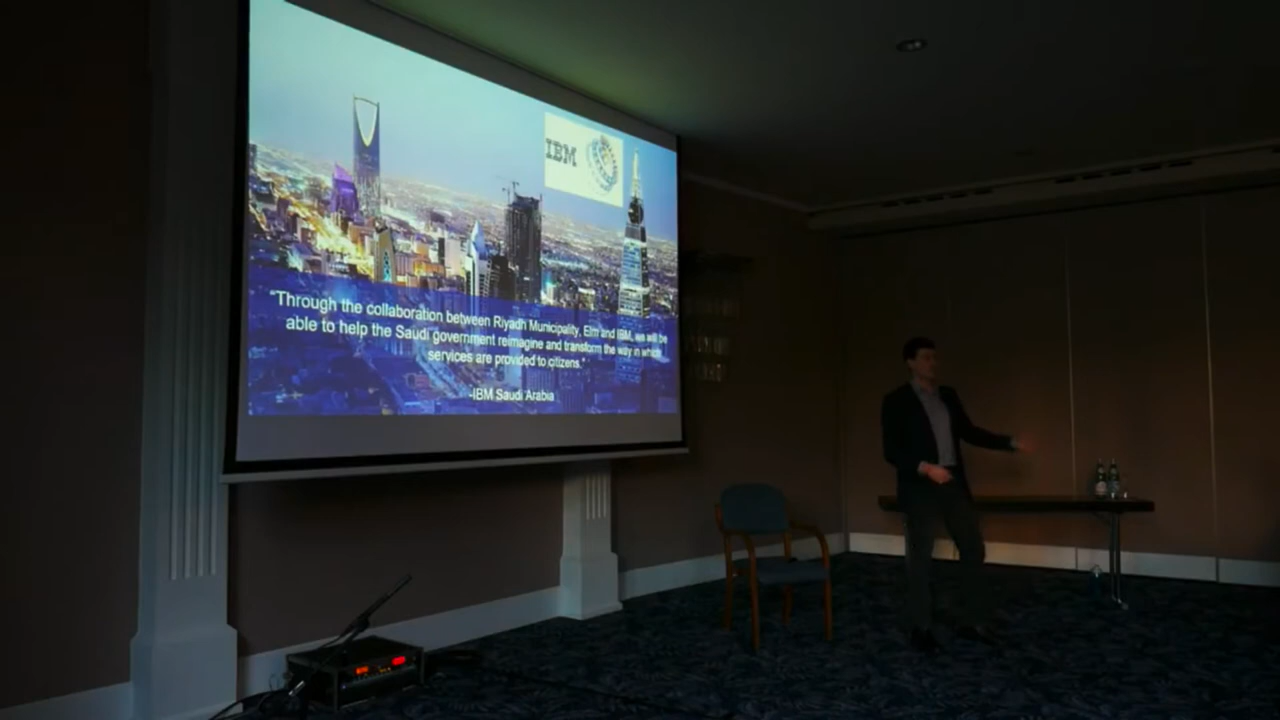 IBM
“Through the collaboration between Riyadh Municipality, Elm and IBM, we will be
able to help the Saudi government reimagine and transform the way in which
services are provided to citizens.”
-IBM Saudi Arabia